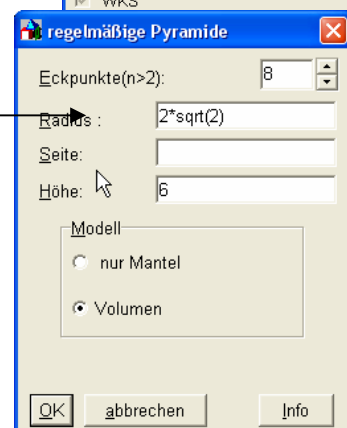 WKS
regelmäßige Pyramide
Eckpunkte(n>2): 8
Radius : 2*sqrt(2)
Seite:
Höhe: 6
Modell
nur Mantel
Volumen
OK abbrechen Info